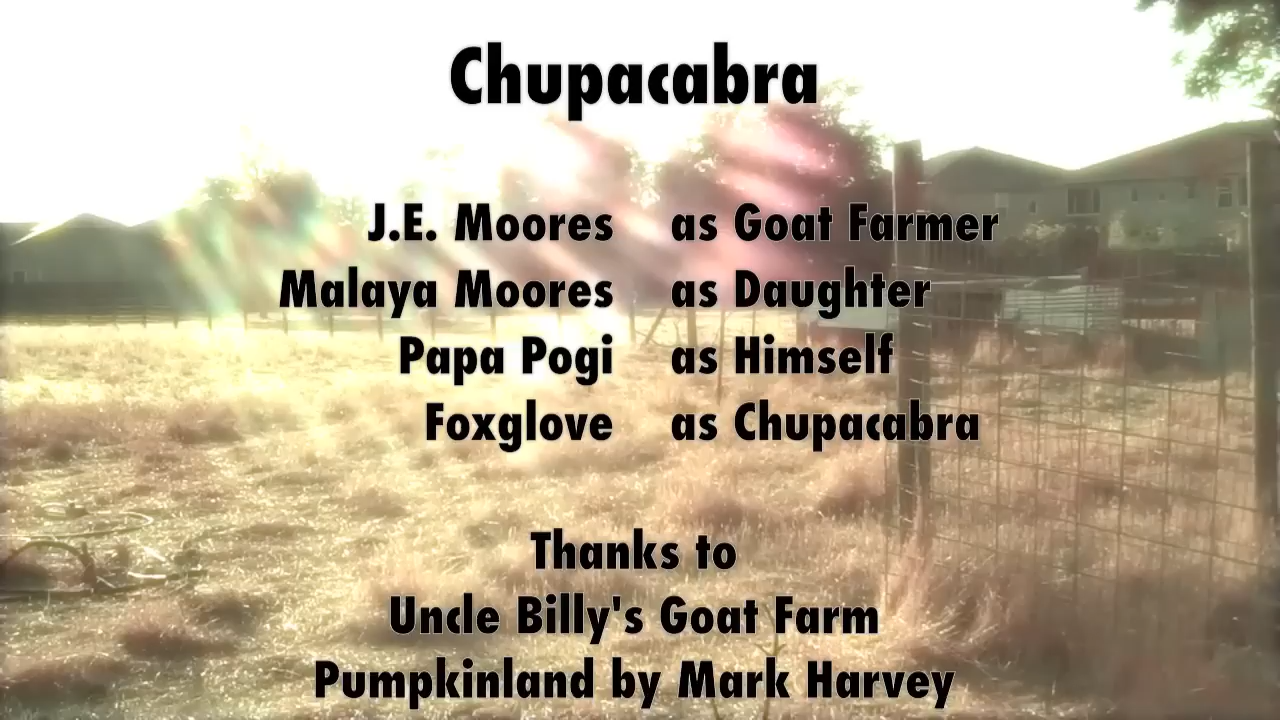 Chupacabra
J.E. Moores as Goat Farmer
Malaya Moores as Daughter
Papa Pogi as Himself
Foxglove as Chupacabra
Thanks to
Uncle Billy's Goat Farm
Pumpkinland by Mark Harvey